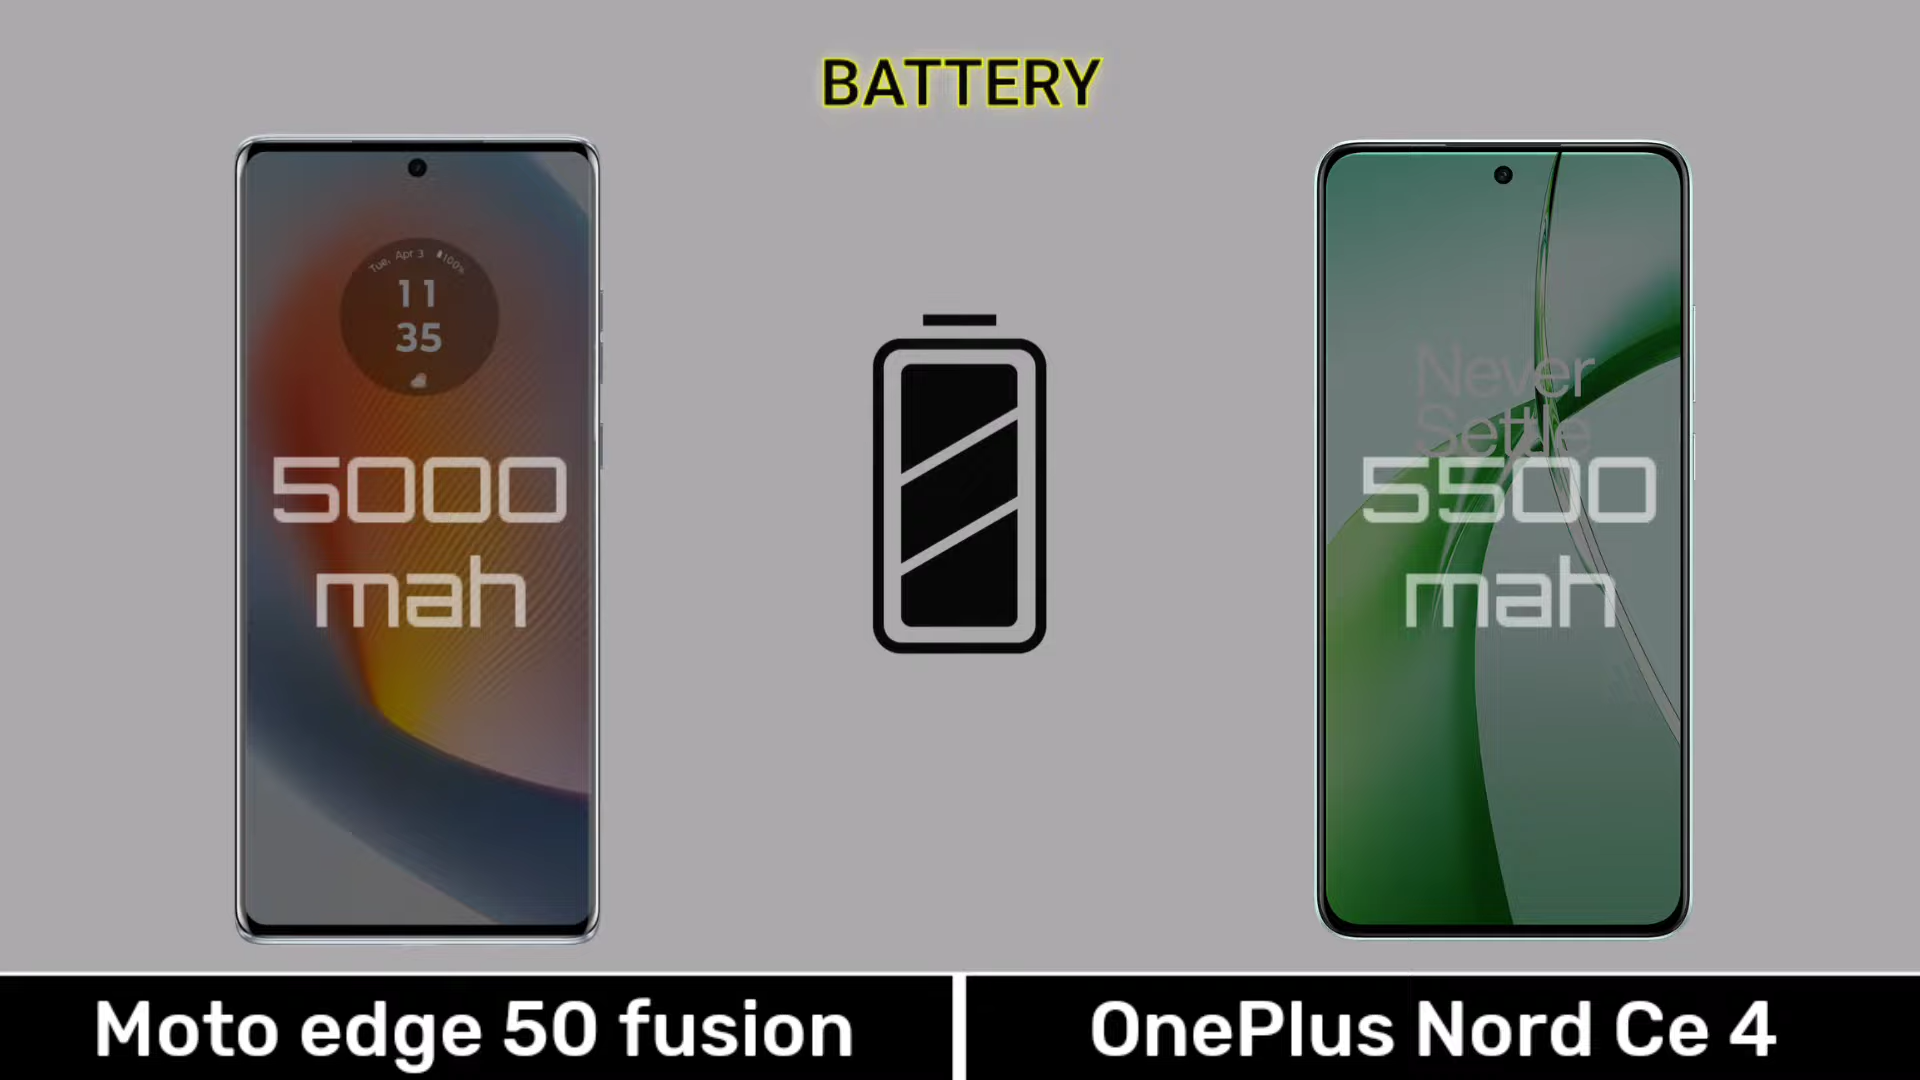 BATTERY
Tue, Apr 3 100%
11
35
5000
mah
Never
Settle
5500
mah
Moto edge 50 fusion
OnePlus Nord Ce 4